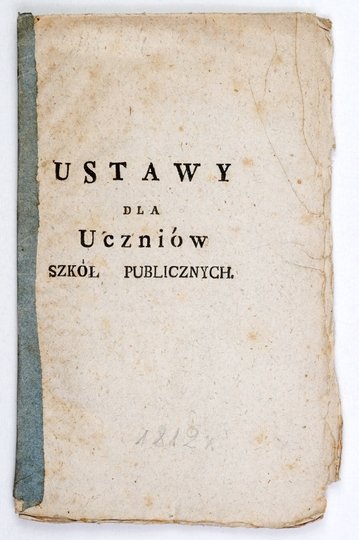 USTAWY
DLA
Uczniów
SZKÓŁ PUBLICZNYCH.
1812 r.